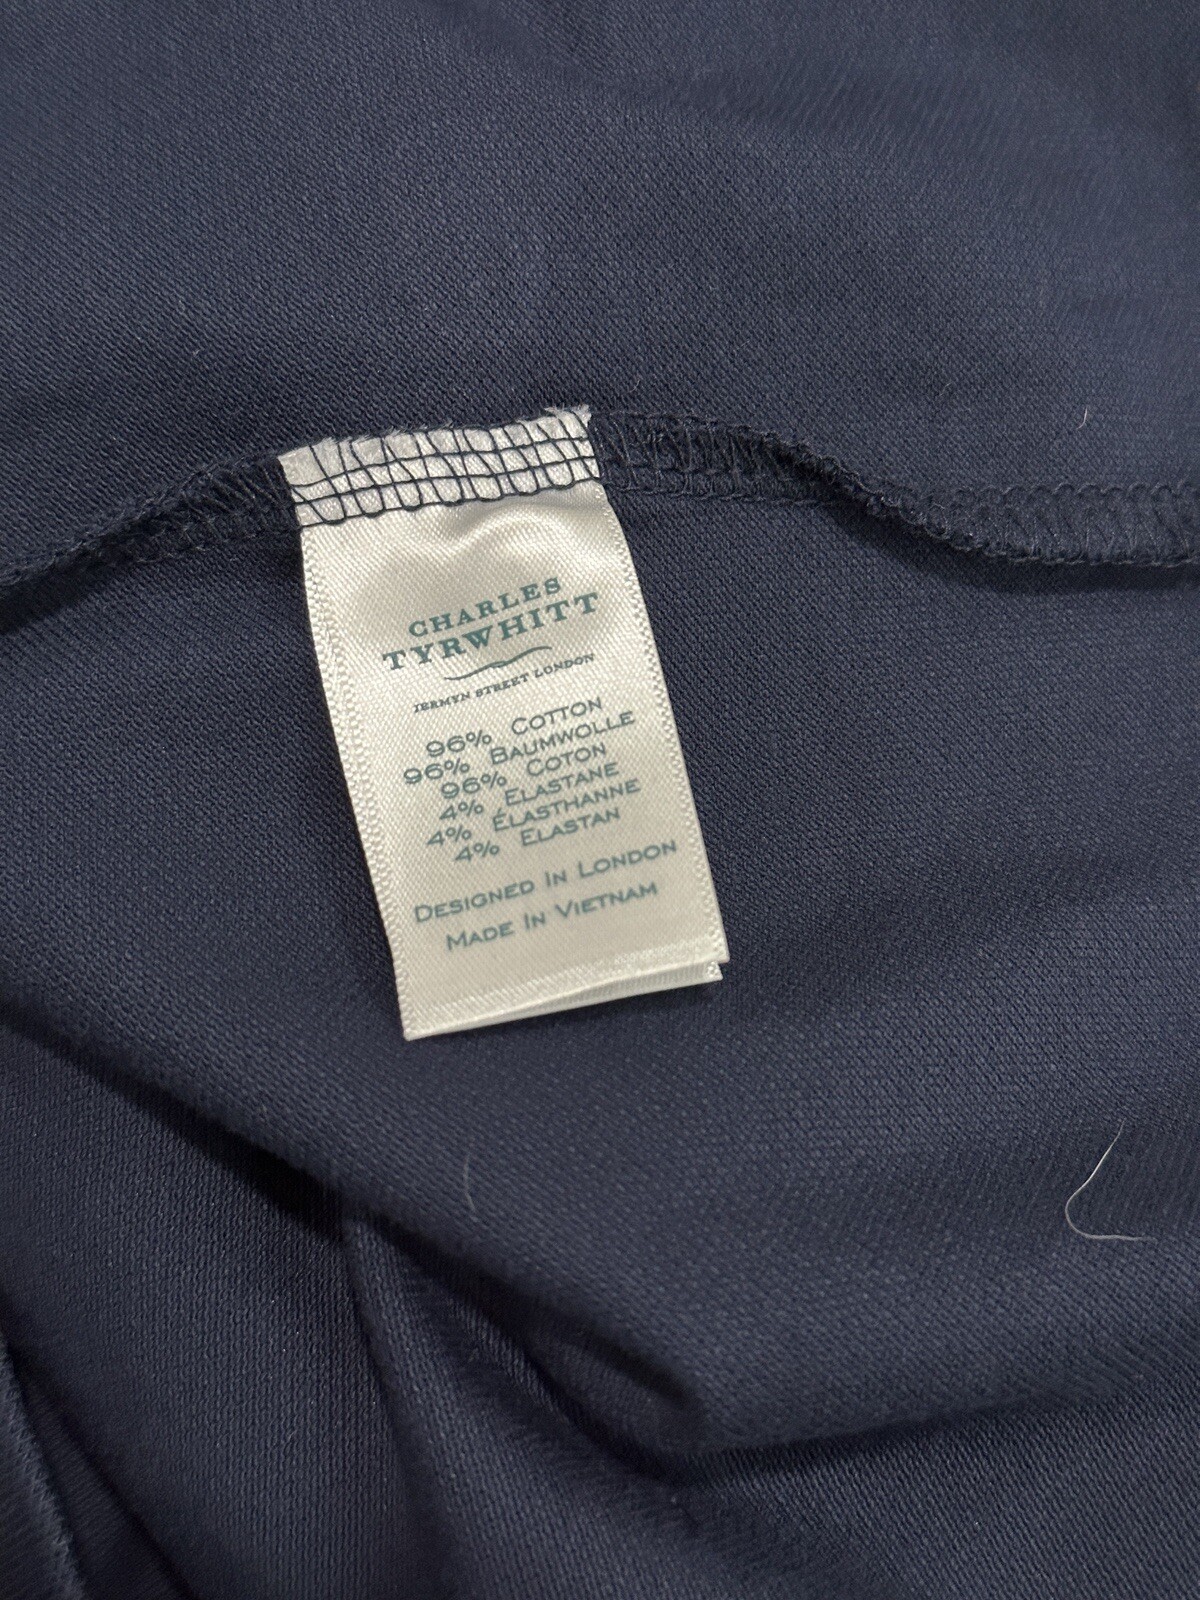 CHARLES
TYRWHITT
JERMYN STREET LONDON
96% COTTON
96% BAUMWOLLE
96% COTON
4% ELASTANE
4% ÉLASTHANNE
4% ELASTAN
DESIGNED IN LONDON
MADE IN VIETNAM